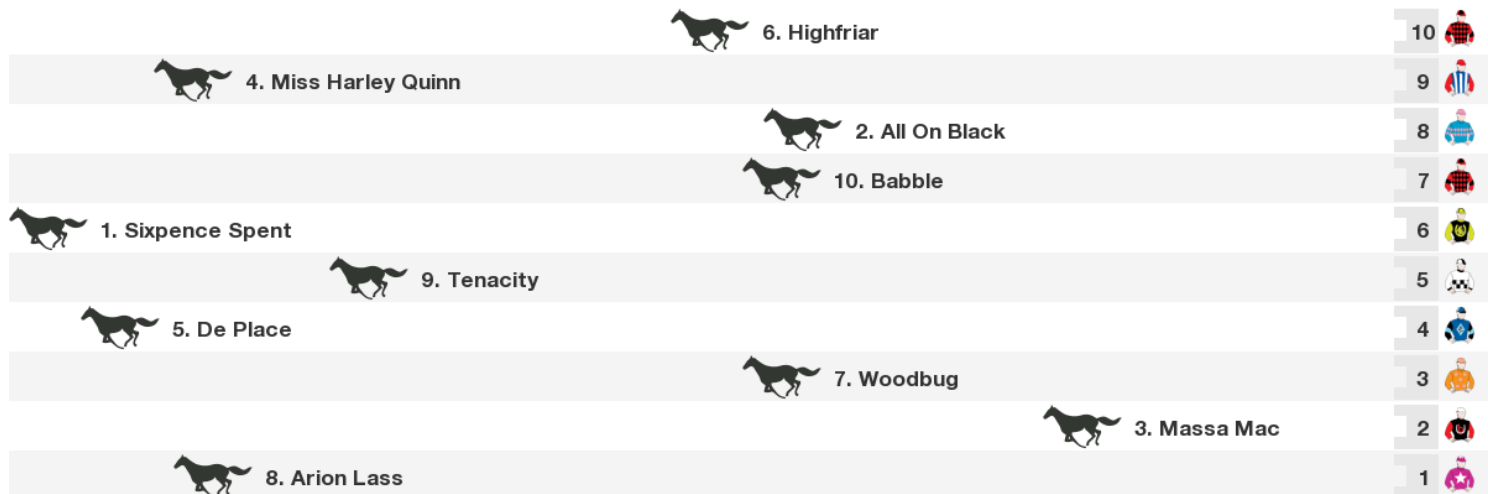 6. Highfriar 10
4. Miss Harley Quinn 9
2. All On Black 8
10. Babble 7
1. Sixpence Spent 6
9. Tenacity 5
5. De Place 4
7. Woodbug 3
3. Massa Mac 2
8. Arion Lass 1